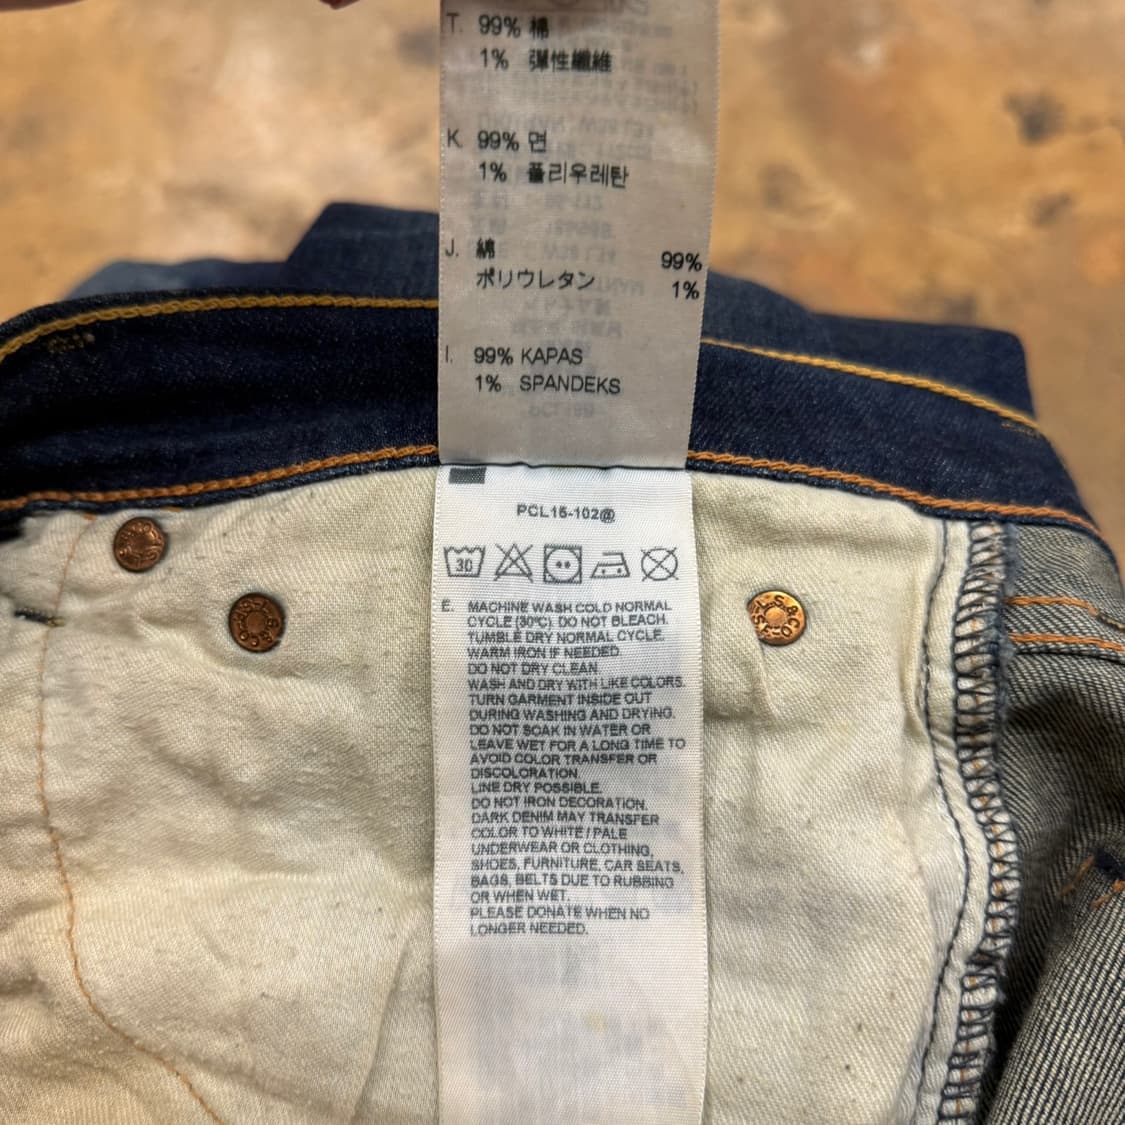 T. 99% 棉
1% 彈性纖維
K. 99% 면
1% 폴리우레탄
J. 綿 99%
ポリウレタン 1%
I. 99% KAPAS
1% SPANDEKS
PCL15-102@
30
E. MACHINE WASH COLD NORMAL
CYCLE (30ºC). DO NOT BLEACH.
TUMBLE DRY NORMAL CYCLE.
WARM IRON IF NEEDED.
DO NOT DRY CLEAN.
WASH AND DRY WITH LIKE COLORS.
TURN GARMENT INSIDE OUT
DURING WASHING AND DRYING.
DO NOT SOAK IN WATER OR
LEAVE WET FOR A LONG TIME TO
AVOID COLOR TRANSFER OR
DISCOLORATION.
LINE DRY POSSIBLE.
DO NOT IRON DECORATION.
DARK DENIM MAY TRANSFER
COLOR TO WHITE / PALE
UNDERWEAR OR CLOTHING,
SHOES, FURNITURE, CAR SEATS,
BAGS, BELTS DUE TO RUBBING
OR WHEN WET.
PLEASE DONATE WHEN NO
LONGER NEEDED.
L.S.&CO-S.F.